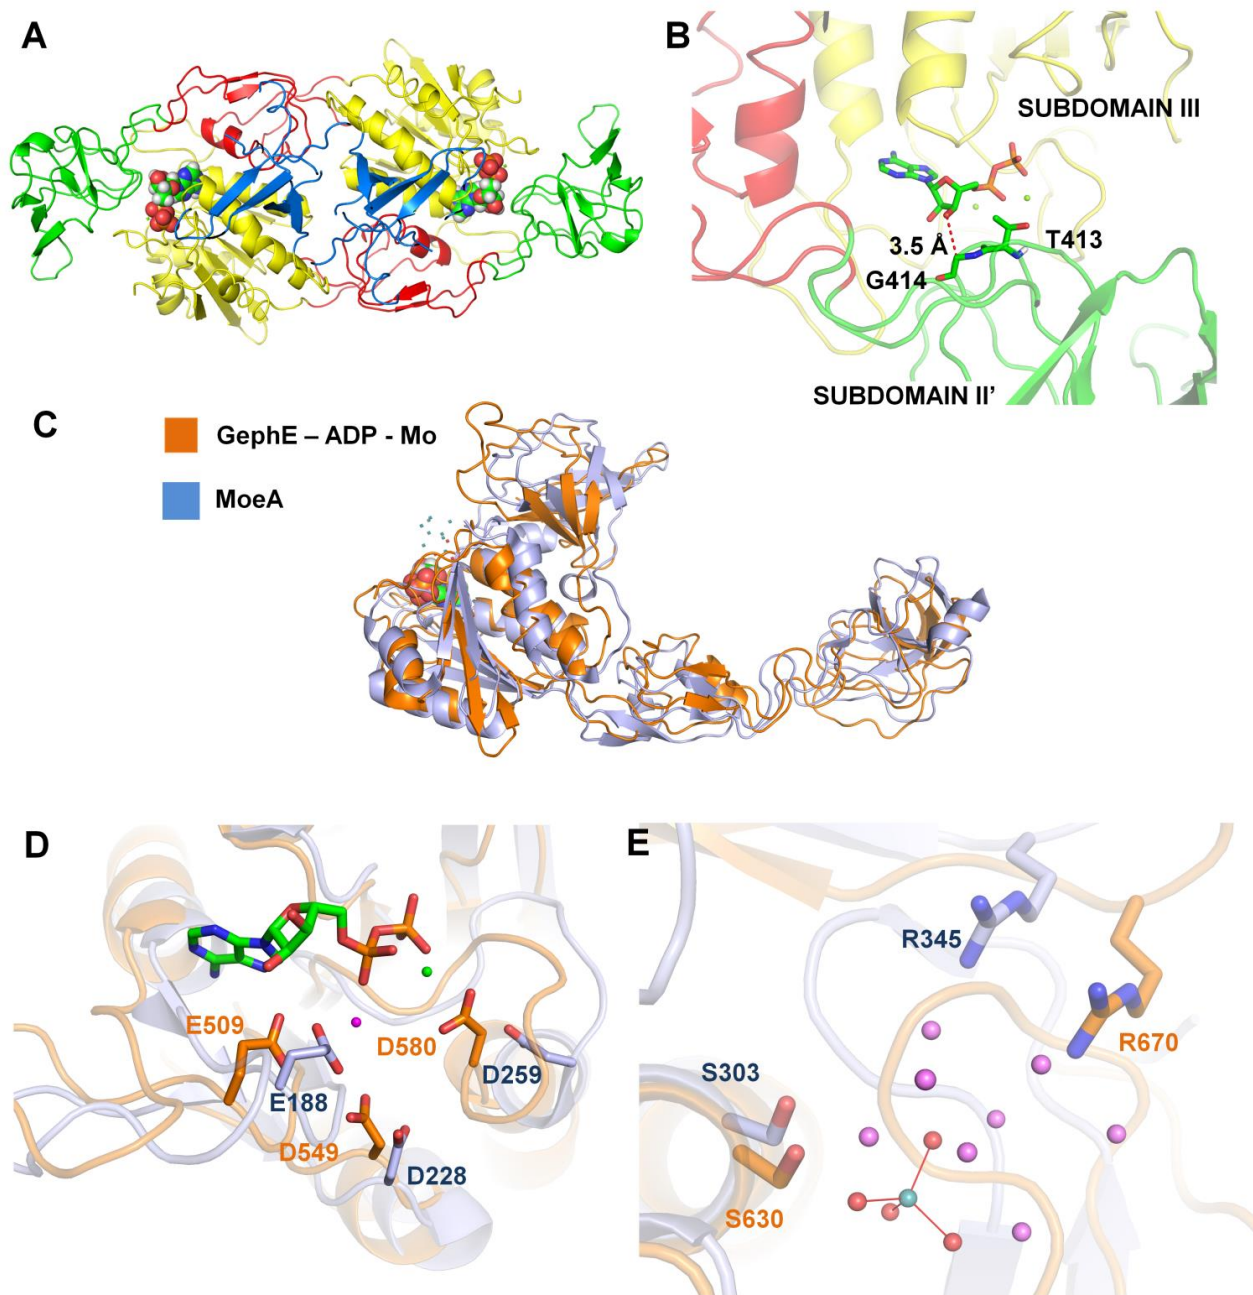 A
B
SUBDOMAIN III
3.5 Å
T413
G414
SUBDOMAIN II’
C
GephE – ADP - Mo
MoeA
D
E509
D580
D259
E188
D549
D228
E
R345
R670
S303
S630